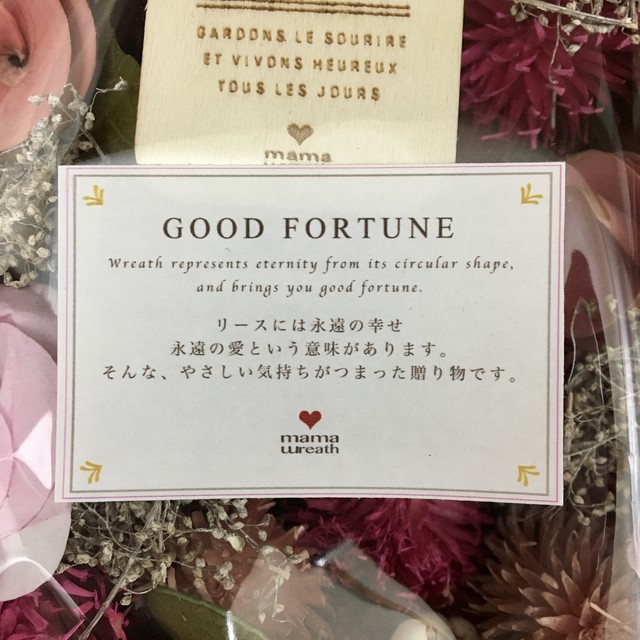 GARDONS LE SOURIRE
ET VIVONS HEUREUX
TOUS LES JOURS
mama
GOOD FORTUNE
Wreath represents eternity from its circular shape,
and brings you good fortune.
リースには永遠の幸せ
永遠の愛という意味があります。
そんな、やさしい気持ちがつまった贈り物です。
mama
wreath